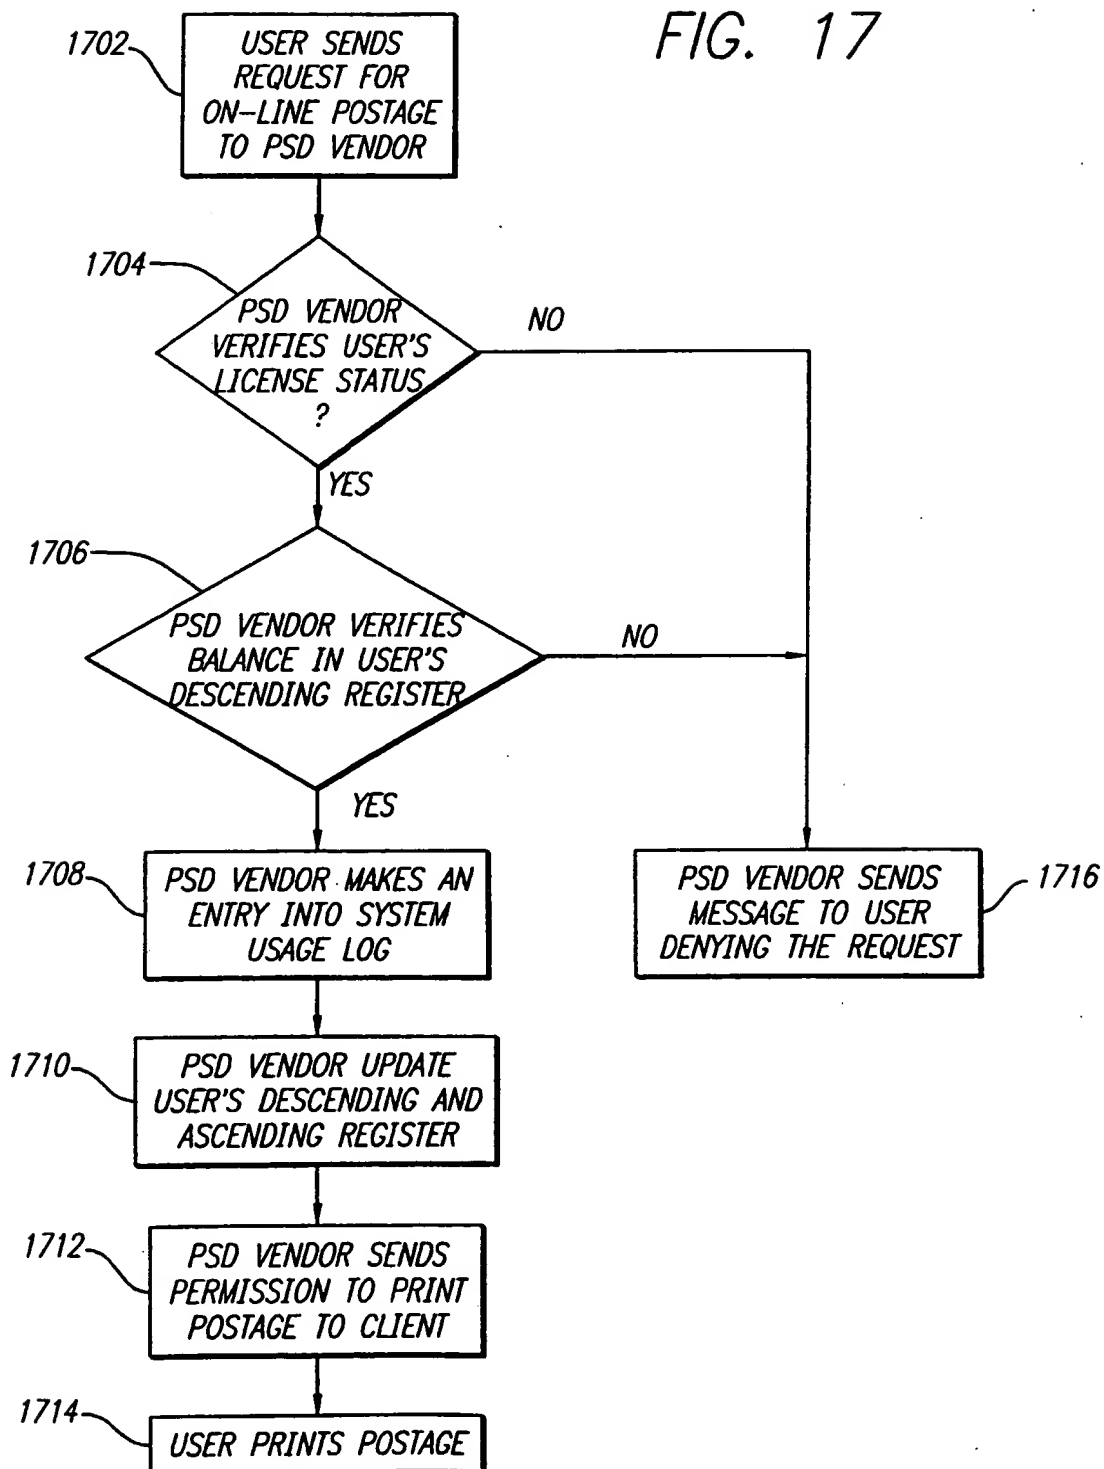 FIG. 17
1702
USER SENDS
REQUEST FOR
ON-LINE POSTAGE
TO PSD VENDOR
1704
PSD VENDOR
VERIFIES USER'S
LICENSE STATUS
?
NO
YES
1706
PSD VENDOR VERIFIES
BALANCE IN USER'S
DESCENDING REGISTER
NO
YES
1708
PSD VENDOR MAKES AN
ENTRY INTO SYSTEM
USAGE LOG
PSD VENDOR SENDS
MESSAGE TO USER
DENYING THE REQUEST
1716
1710
PSD VENDOR UPDATE
USER'S DESCENDING AND
ASCENDING REGISTER
1712
PSD VENDOR SENDS
PERMISSION TO PRINT
POSTAGE TO CLIENT
1714
USER PRINTS POSTAGE